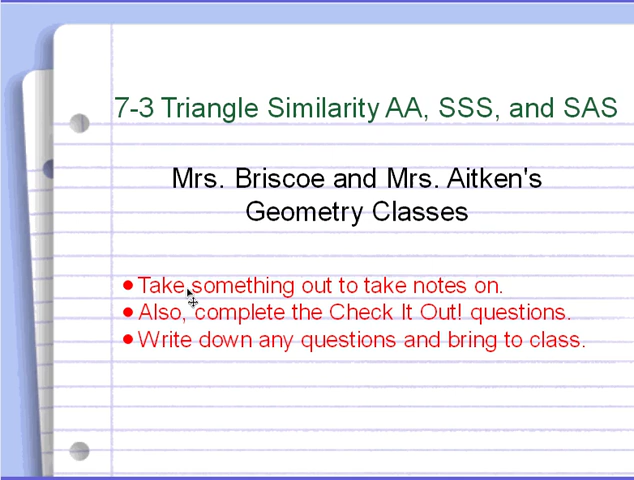 7-3 Triangle Similarity AA, SSS, and SAS
Mrs. Briscoe and Mrs. Aitken's
Geometry Classes
• Take something out to take notes on.
• Also, complete the Check It Out! questions.
• Write down any questions and bring to class.